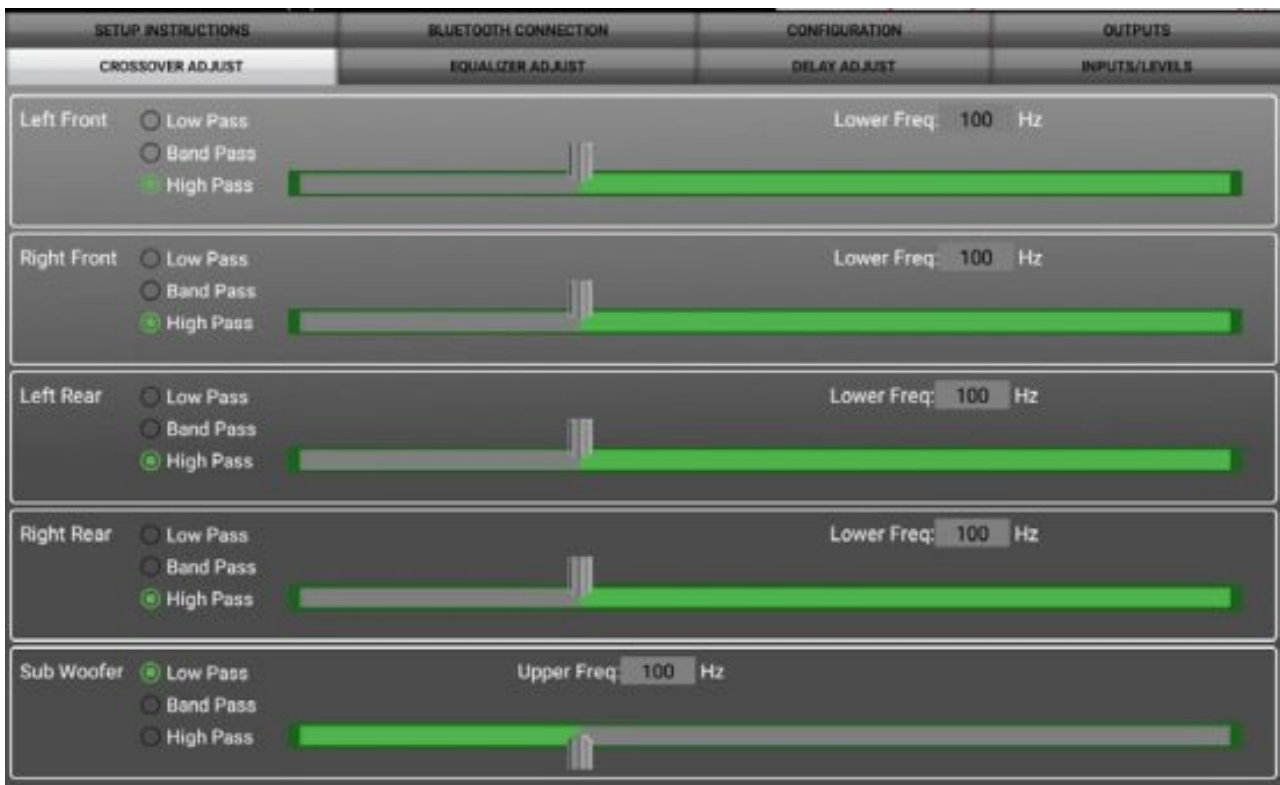 SETUP INSTRUCTIONS BLUETOOTH CONNECTION CONFIGURATION OUTPUTS
CROSSOVER ADJUST EQUALIZER ADJUST DELAY ADJUST INPUTS/LEVELS
Left Front Low Pass Lower Freq: 100 Hz
Band Pass
High Pass
Right Front Low Pass Lower Freq: 100 Hz
Band Pass
High Pass
Left Rear Low Pass Lower Freq: 100 Hz
Band Pass
High Pass
Right Rear Low Pass Lower Freq: 100 Hz
Band Pass
High Pass
Sub Woofer Low Pass Upper Freq: 100 Hz
Band Pass
High Pass